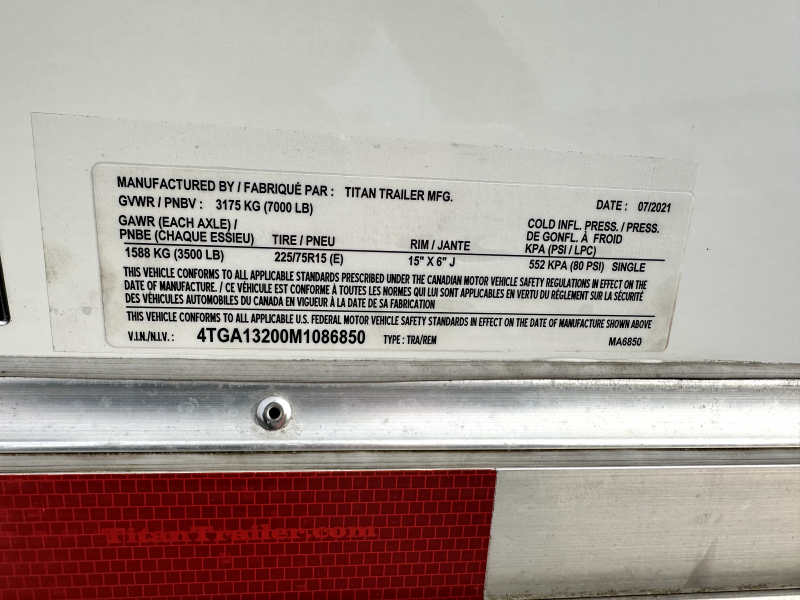 MANUFACTURED BY / FABRIQUÉ PAR : TITAN TRAILER MFG.
GVWR / PNBV : 3175 KG (7000 LB) DATE : 07/2021
GAWR (EACH AXLE) / COLD INFL. PRESS. / PRESS.
PNBE (CHAQUE ESSIEU) TIRE / PNEU RIM / JANTE DE GONFL. À FROID
KPA (PSI / LPC)
1588 KG (3500 LB) 225/75R15 (E) 15" X 6" J 552 KPA (80 PSI) SINGLE
THIS VEHICLE CONFORMS TO ALL APPLICABLE STANDARDS PRESCRIBED UNDER THE CANADIAN MOTOR VEHICLE SAFETY REGULATIONS IN EFFECT ON THE
DATE OF MANUFACTURE. / CE VÉHICULE EST CONFORME À TOUTES LES NORMES QUI LUI SONT APPLICABLES EN VERTU DU RÉGLEMENT SUR LA SÉCURITÉ
DES VÉHICULES AUTOMOBILES DU CANADA EN VIGUEUR À LA DATE DE SA FABRICATION
THIS VEHICLE CONFORMS TO ALL APPLICABLE U.S. FEDERAL MOTOR VEHICLE SAFETY STANDARDS IN EFFECT ON THE DATE OF MANUFACTURE SHOWN ABOVE
V.I.N./N.I.V. : 4TGA13200M1086850 TYPE : TRA/REM MA6850
TitanTrailer.com